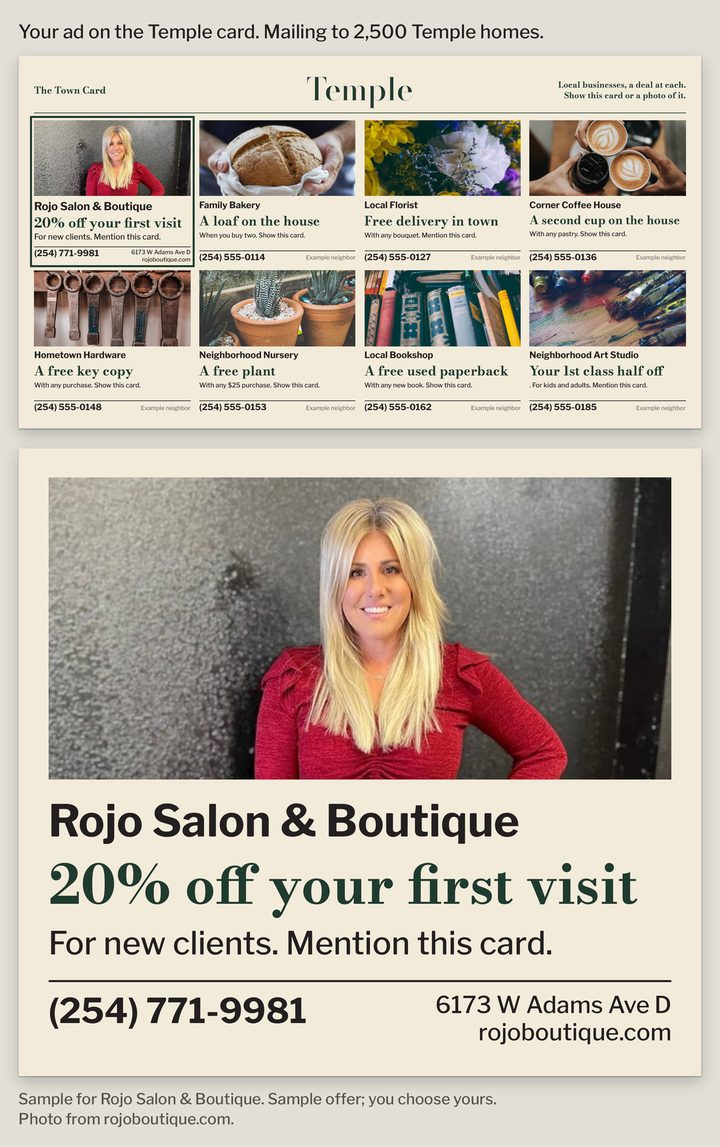 Your ad on the Temple card. Mailing to 2,500 Temple homes.
The Town Card
Temple
Local businesses, a deal at each.
Show this card or a photo of it.
Rojo Salon & Boutique
20% off your first visit
For new clients. Mention this card.
(254) 771-9981
6173 W Adams Ave D
rojoboutique.com
Family Bakery
A loaf on the house
When you buy two. Show this card.
(254) 555-0114
Example neighbor
Local Florist
Free delivery in town
With any bouquet. Mention this card.
(254) 555-0127
Example neighbor
Corner Coffee House
A second cup on the house
With any pastry. Show this card.
(254) 555-0136
Example neighbor
Hometown Hardware
A free key copy
With any purchase. Show this card.
(254) 555-0148
Example neighbor
Neighborhood Nursery
A free plant
With any $25 purchase. Show this card.
(254) 555-0153
Example neighbor
Local Bookshop
A free used paperback
With any new book. Show this card.
(254) 555-0162
Example neighbor
Neighborhood Art Studio
Your 1st class half off
. For kids and adults. Mention this card.
(254) 555-0185
Example neighbor
Rojo Salon & Boutique
20% off your first visit
For new clients. Mention this card.
(254) 771-9981
6173 W Adams Ave D
rojoboutique.com
Sample for Rojo Salon & Boutique. Sample offer; you choose yours.
Photo from rojoboutique.com.